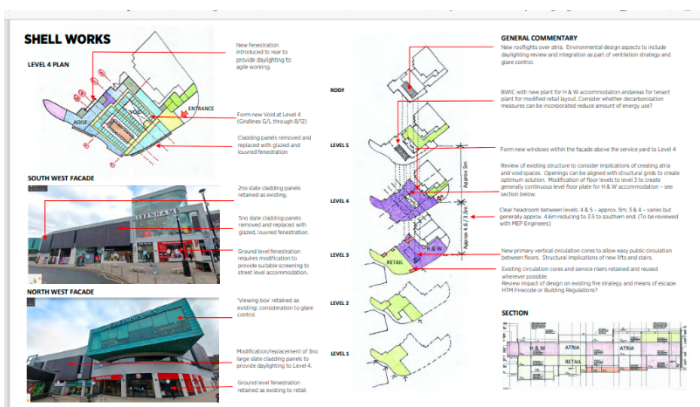 SHELL WORKS
LEVEL 4 PLAN
New fenestration
introduced to rear to
provide daylighting to
agile working.
AGILE
VOID
ENTRANCE
Form new Void at Level 4
(Gridlines G/L through 8/12)
Cladding panels removed and
replaced with glazed and
louvred fenestration
SOUTH WEST FACADE
2no slate cladding panels
retained as existing.
DEBENHAMS
5no slate cladding panels
removed and replaced with
glazed, louvred fenestration.
Ground level fenestration
requires modification to
provide suitable screening to
street level accommodation.
NORTH WEST FACADE
'Viewing box' retained as
existing; consideration to glare
control.
Modification/replacement of 3no
large slate cladding panels to
provide daylighting to Level 4.
Ground level fenestration
retained as existing to retail.
ROOF
LEVEL 5
LEVEL 4
LEVEL 3
LEVEL 2
LEVEL 1
RETAIL
H & W
Approx 5m
Approx 4.6 / 3.5m
GENERAL COMMENTARY
New rooflights over atria. Environmental design aspects to include
daylighting review and integration as part of ventilation strategy and
glare control.
BWIC with new plant for H & W accommodation and areas for tenant
plant for modified retail layout. Consider whether decarbonisation
measures can be incorporated reduce amount of energy use?
Form new windows within the façade above the service yard to Level 4
Review of existing structure to consider implications of creating atria
and void-spaces. Openings can be aligned with structural grids to create
optimum solution. Modification of floor levels to level 3 to create
generally continuous level floor plate for H & W accommodation - see
section below.
Clear headroom between levels: 4 & 5 - approx. 5m; 3 & 4 - varies but
generally approx. 4.6m reducing to 3.5 to southern end. (To be reviewed
with MEP Engineers)
New primary vertical circulation cores to allow easy public circulation
between floors. Structural implications of new lifts and stairs.
Existing circulation cores and service risers retained and reused
wherever possible.
Review impact of design on existing fire strategy and means of escape.
HTM Firecode or Building Regulations?
SECTION
H & W
ATRIA
ATRIA
RETAIL